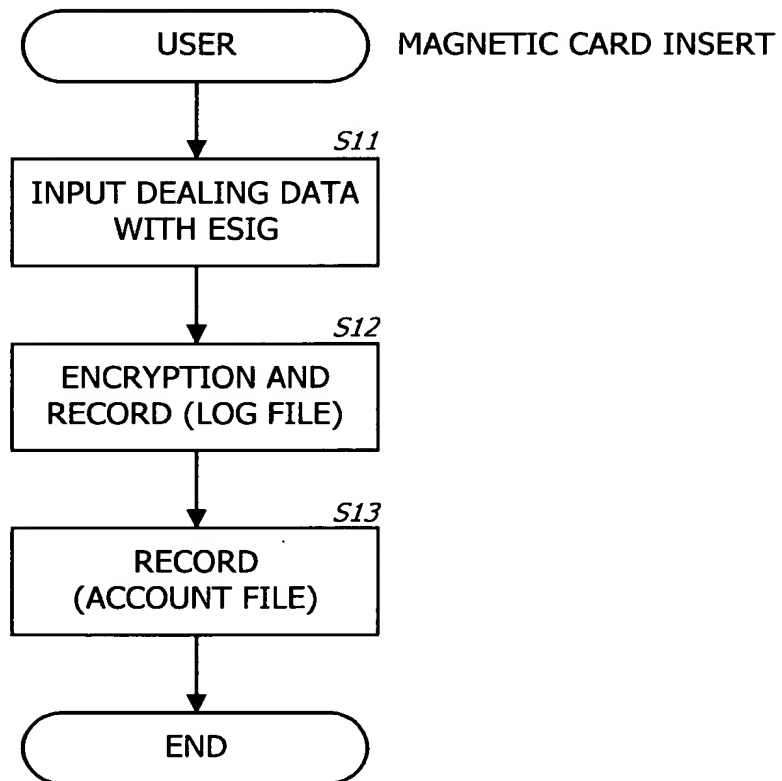 USER MAGNETIC CARD INSERT
S11
INPUT DEALING DATA
WITH ESIG
S12
ENCRYPTION AND
RECORD (LOG FILE)
S13
RECORD
(ACCOUNT FILE)
END